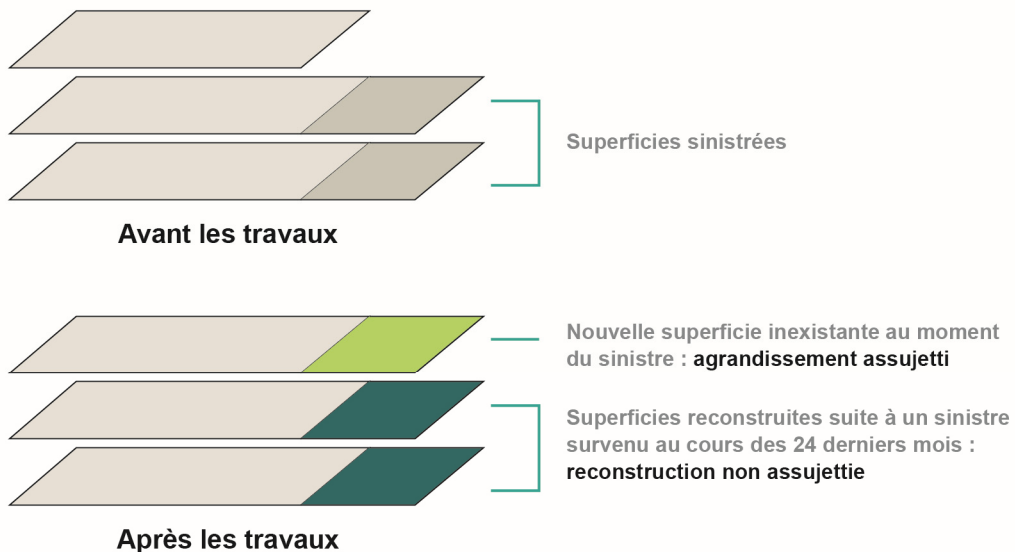 Superficies sinistrées
Avant les travaux
Nouvelle superficie inexistante au moment
du sinistre : agrandissement assujetti
Superficies reconstruites suite à un sinistre
survenu au cours des 24 derniers mois :
reconstruction non assujettie
Après les travaux